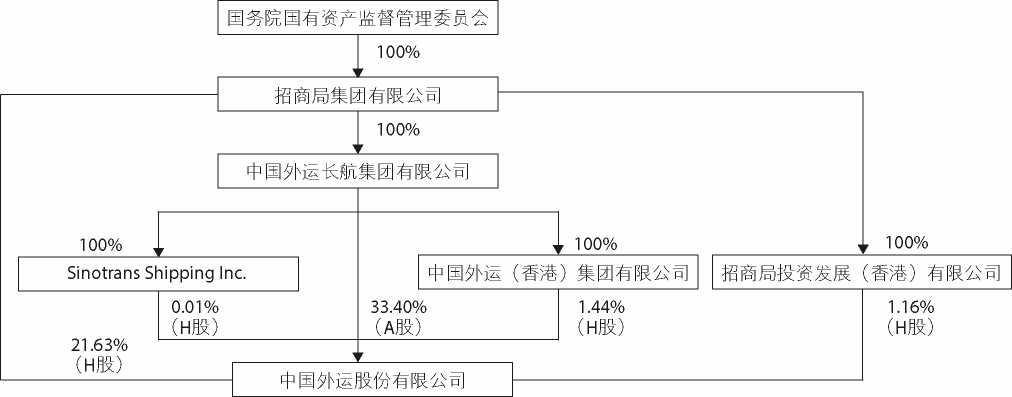 国务院国有资产监督管理委员会
100%
招商局集团有限公司
100%
中国外运长航集团有限公司
100%
100%
100%
Sinotrans Shipping Inc.
中国外运（香港）集团有限公司
招商局投资发展（香港）有限公司
0.01%
（H股）
33.40%
（A股）
1.44%
（H股）
1.16%
（H股）
21.63%
（H股）
中国外运股份有限公司